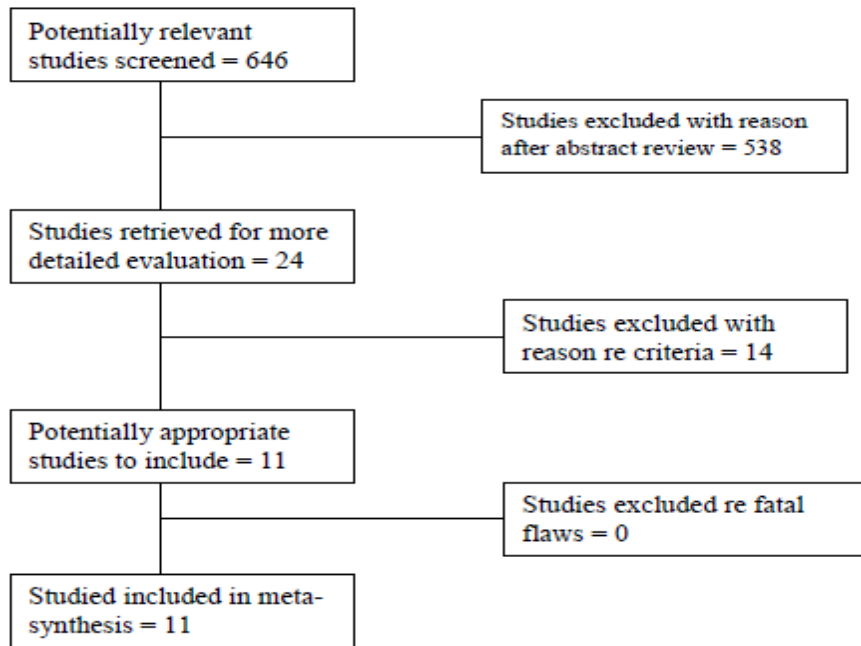 Potentially relevant
studies screened = 646
Studies excluded with reason
after abstract review = 538
Studies retrieved for more
detailed evaluation = 24
Studies excluded with
reason re criteria = 14
Potentially appropriate
studies to include = 11
Studies excluded re fatal
flaws = 0
Studied included in meta-
synthesis = 11